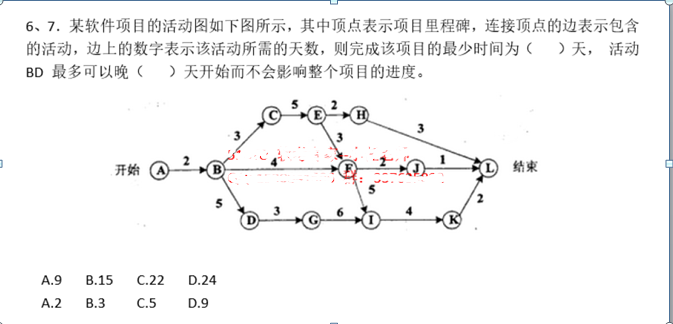 6、7．某软件项目的活动图如下图所示，其中顶点表示项目里程碑，连接顶点的边表示包含
的活动，边上的数字表示该活动所需的天数，则完成该项目的最少时间为（  ）天， 活动
BD 最多可以晚（  ）天开始而不会影响整个项目的进度。
C 5 E 2 H
3 3 3
开始 A 2 B 4 F 2 J 1 L 结束
5 5 2
D 3 G 6 I 4 K
A.9 B.15 C.22 D.24
A.2 B.3 C.5 D.9